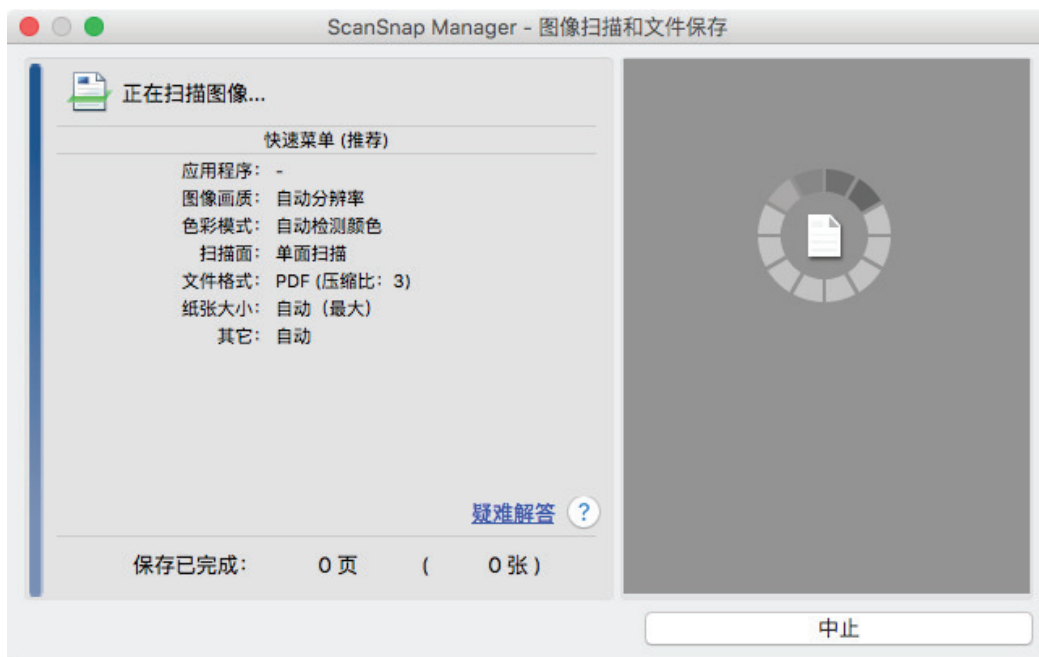 ScanSnap Manager - 图像扫描和文件保存
正在扫描图像...
快速菜单 (推荐)
应用程序： -
图像画质： 自动分辨率
色彩模式： 自动检测颜色
扫描面： 单面扫描
文件格式： PDF (压缩比：3)
纸张大小： 自动（最大）
其它： 自动
疑难解答 ?
保存已完成： 0 页 ( 0 张 )
中止